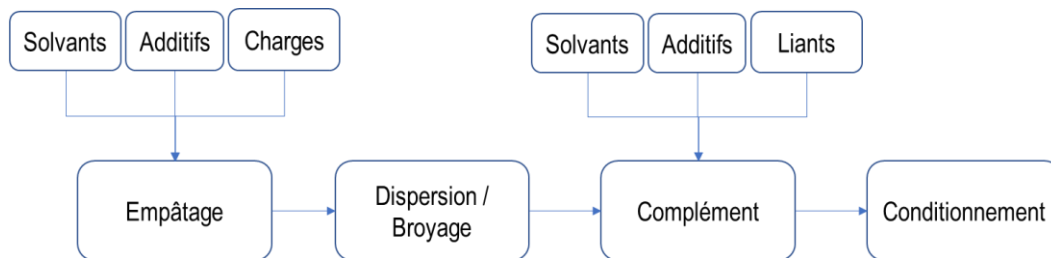 Solvants
Additifs
Charges
Solvants
Additifs
Liants
Empâtage
Dispersion /
Broyage
Complément
Conditionnement